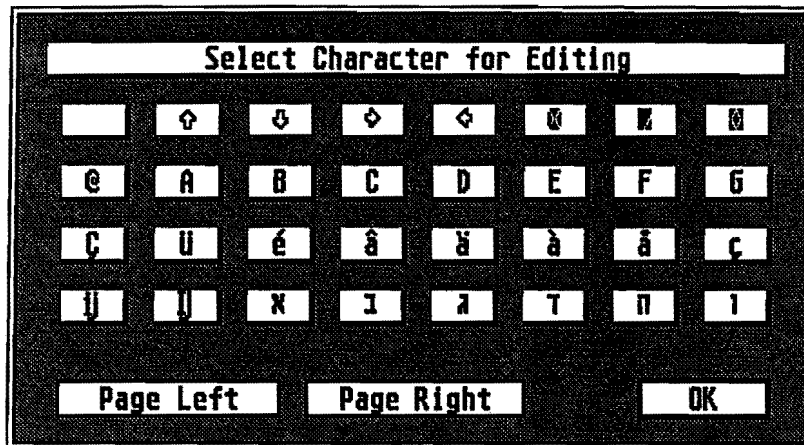 Select Character for Editing
⇧ ⇩ ⇨ ⇦
@ A B C D E F G
Ç ü é â ä à å ç
ij IJ א ב ג ד ה ו
Page Left Page Right OK